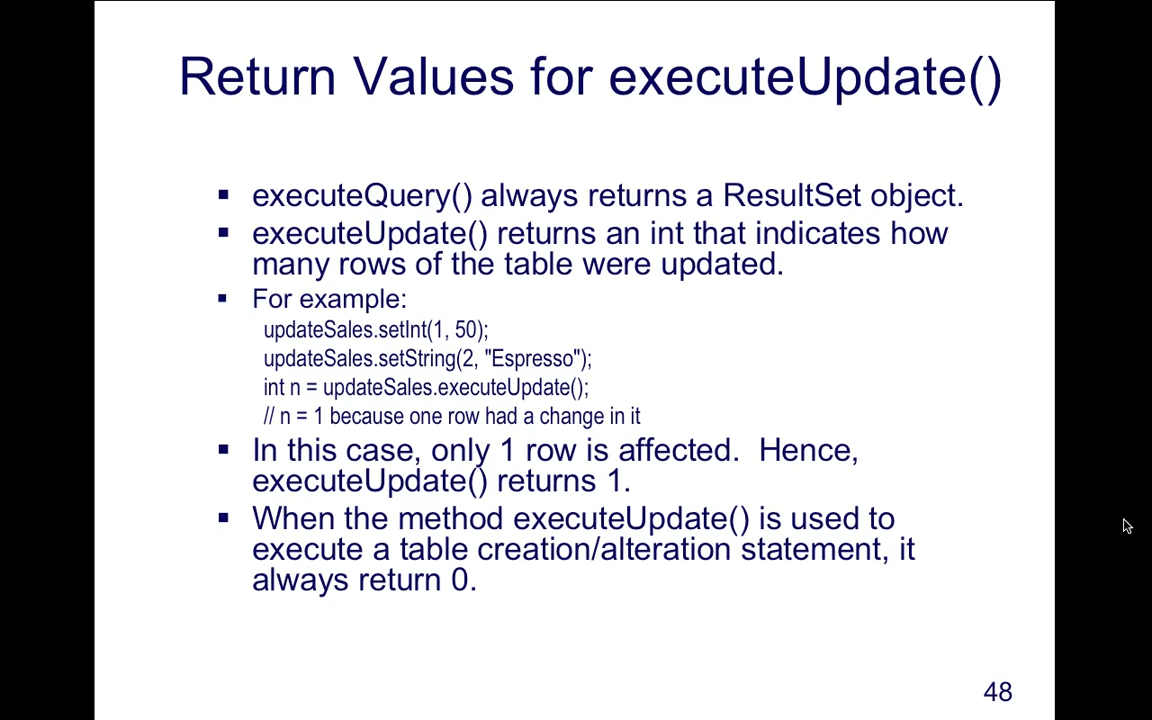 Return Values for executeUpdate()
▪ executeQuery() always returns a ResultSet object.
▪ executeUpdate() returns an int that indicates how
many rows of the table were updated.
▪ For example:
updateSales.setInt(1, 50);
updateSales.setString(2, "Espresso");
int n = updateSales.executeUpdate();
// n = 1 because one row had a change in it
▪ In this case, only 1 row is affected.  Hence,
executeUpdate() returns 1.
▪ When the method executeUpdate() is used to
execute a table creation/alteration statement, it
always return 0.
48